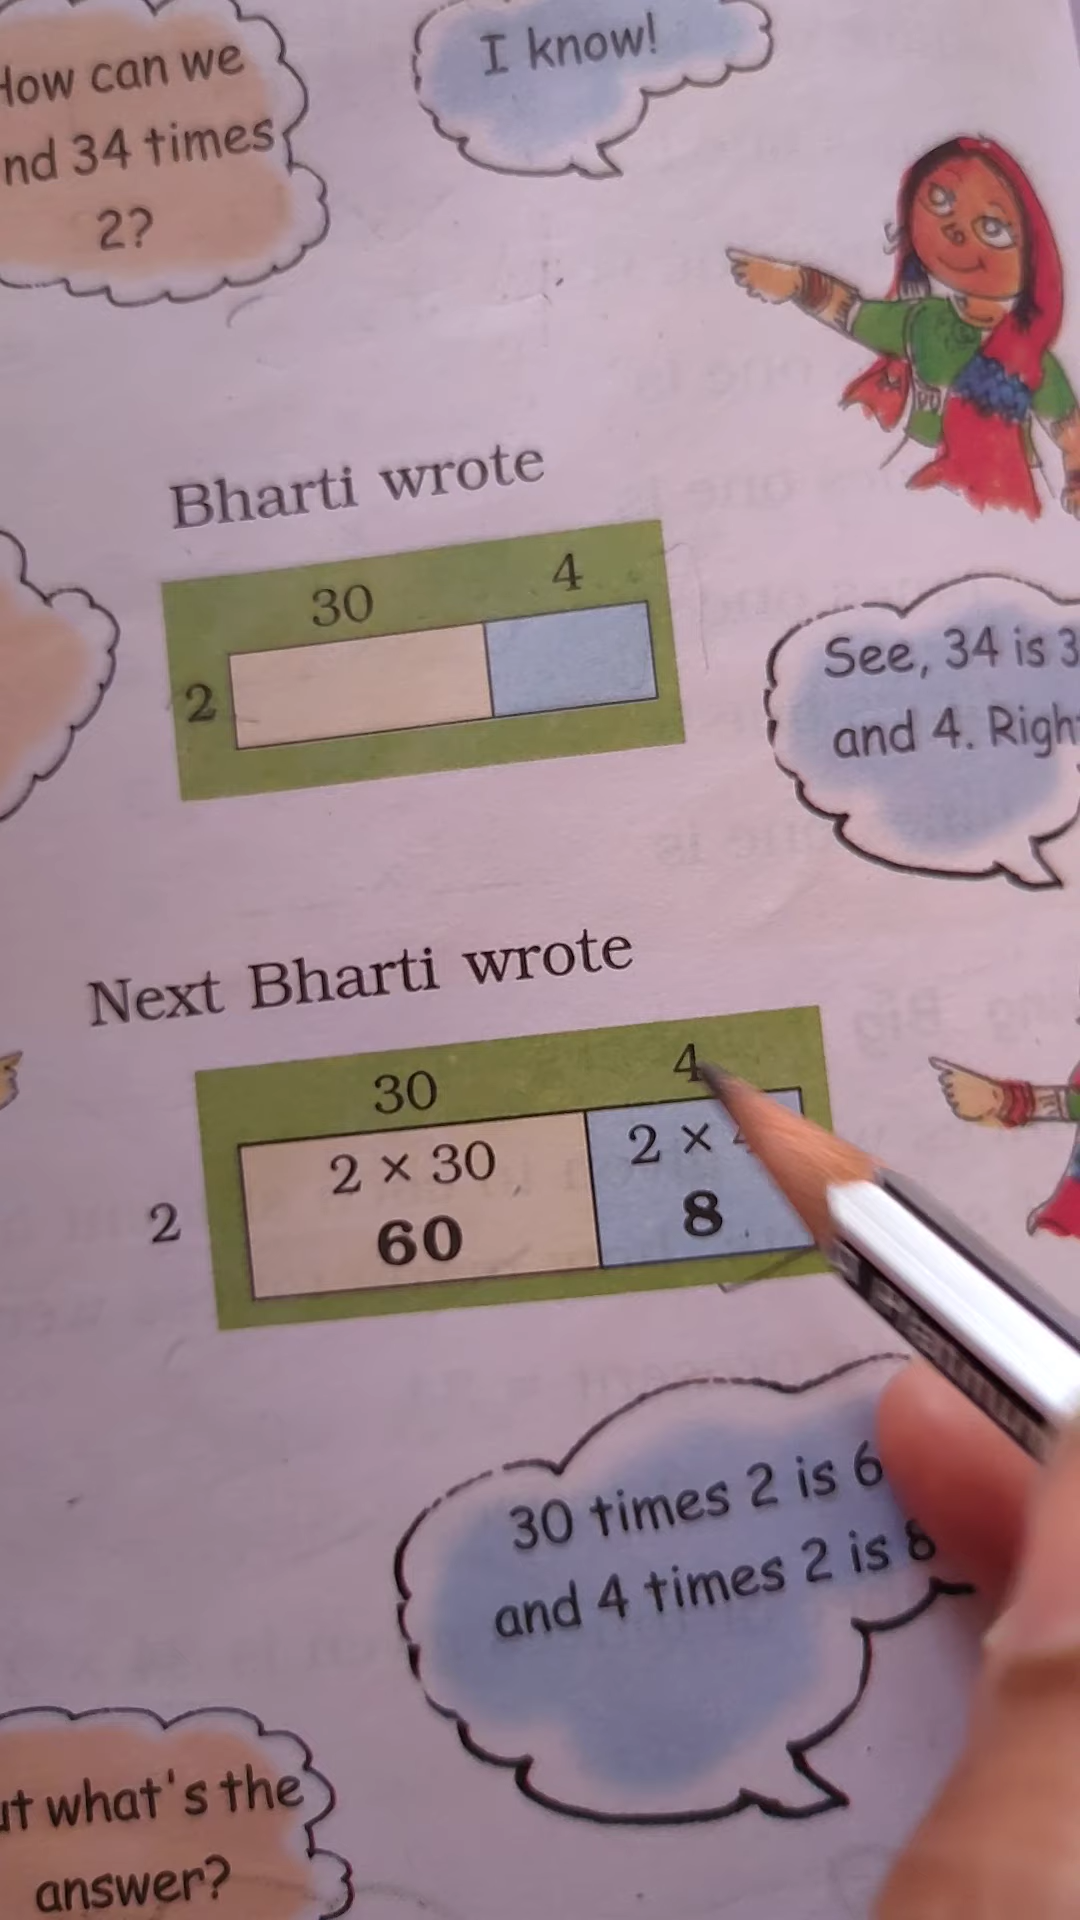 How can we
I know!
nd 34 times
2?
Bharti wrote
30 4
2
See, 34 is 3
and 4. Righ
Next Bharti wrote
30 4
2 × 30 2 ×
2
60 8
30 times 2 is 6
and 4 times 2 is 8
ut what's the
answer?